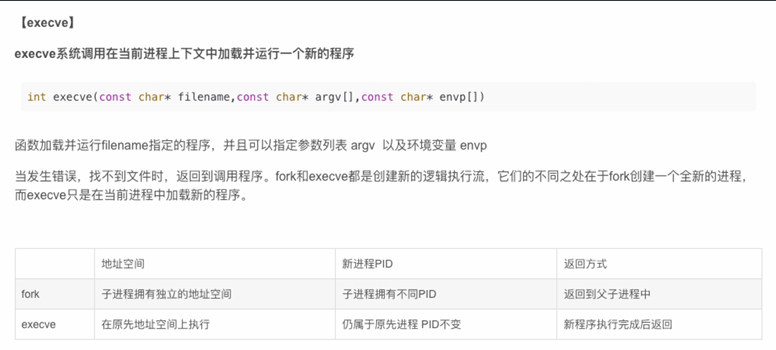 【execve】
execve系统调用在当前进程上下文中加载并运行一个新的程序
int execve(const char* filename,const char* argv[],const char* envp[])
函数加载并运行filename指定的程序，并且可以指定参数列表 argv 以及环境变量 envp
当发生错误，找不到文件时，返回到调用程序。fork和execve都是创建新的逻辑执行流，它们的不同之处在于fork创建一个全新的进程，
而execve只是在当前进程中加载新的程序。
地址空间 新进程PID 返回方式
fork 子进程拥有独立的地址空间 子进程拥有不同PID 返回到父子进程中
execve 在原先地址空间上执行 仍属于原先进程 PID不变 新程序执行完成后返回